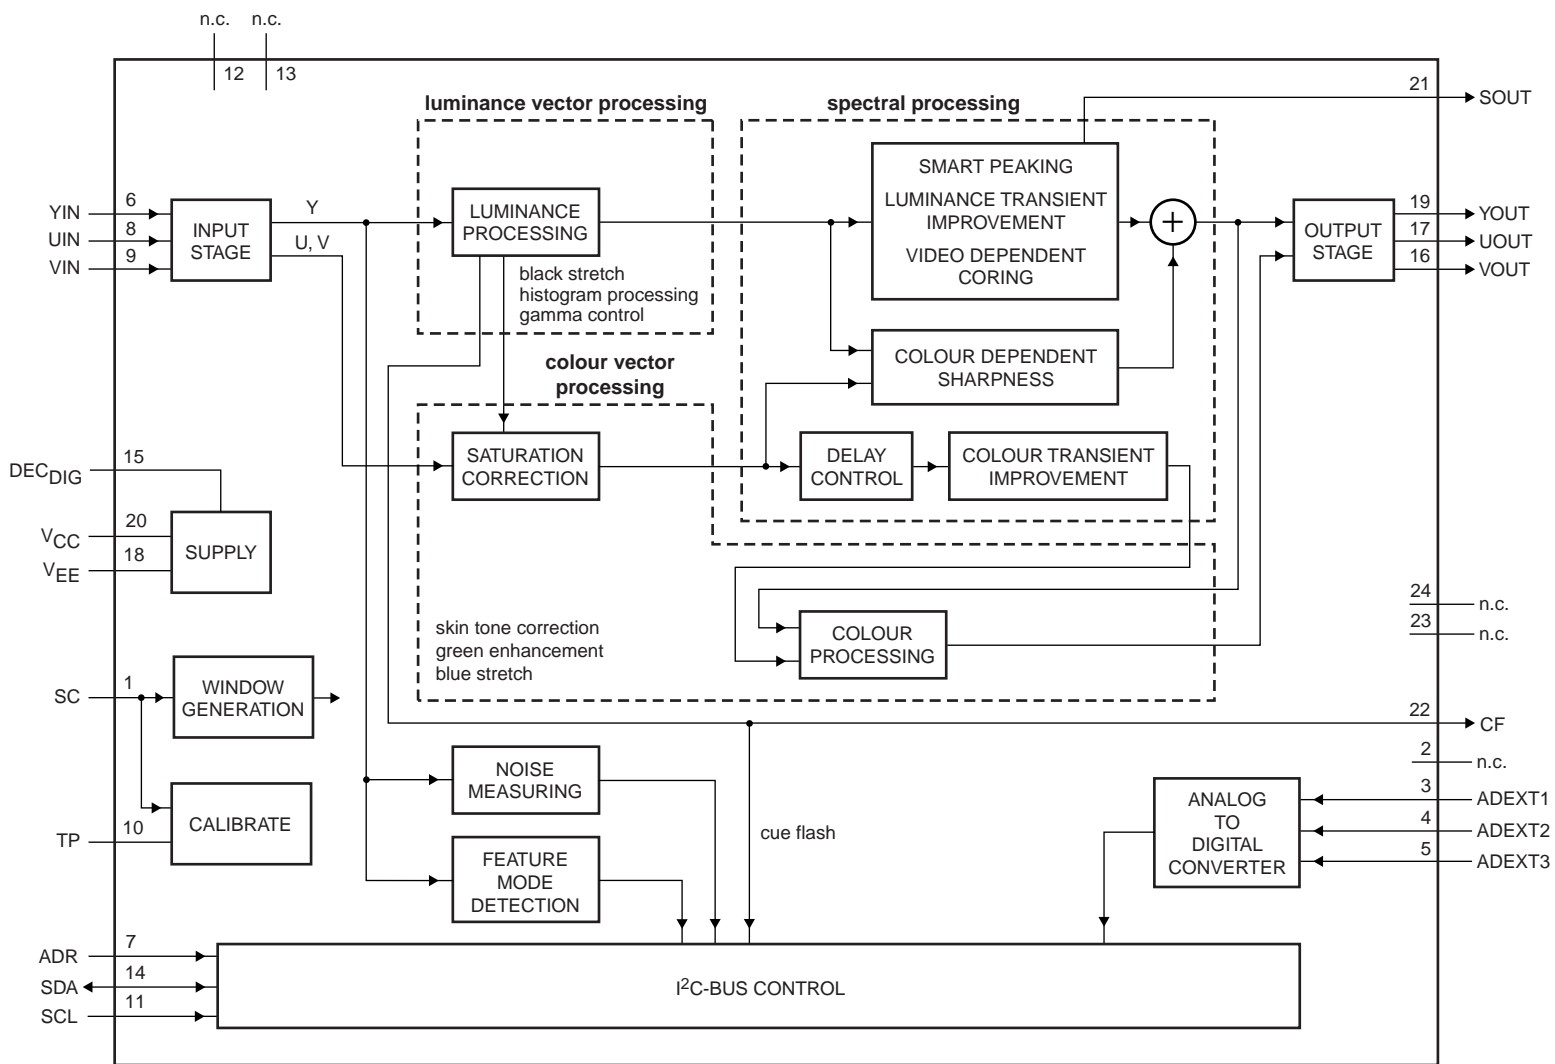 n.c. n.c.
12 13
luminance vector processing
spectral processing
21
SOUT
SMART PEAKING
LUMINANCE TRANSIENT
IMPROVEMENT
VIDEO DEPENDENT
CORING
YIN
6
UIN
8
VIN
9
INPUT
STAGE
Y
U, V
LUMINANCE
PROCESSING
black stretch
histogram processing
gamma control
+
OUTPUT
STAGE
19
YOUT
17
UOUT
16
VOUT
colour vector
processing
COLOUR DEPENDENT
SHARPNESS
SATURATION
CORRECTION
DELAY
CONTROL
COLOUR TRANSIENT
IMPROVEMENT
DECDIG
15
VCC
20
VEE
18
SUPPLY
24
n.c.
23
n.c.
skin tone correction
green enhancement
blue stretch
COLOUR
PROCESSING
SC
1
WINDOW
GENERATION
22
CF
2
n.c.
NOISE
MEASURING
3
ADEXT1
4
ADEXT2
5
ADEXT3
ANALOG
TO
DIGITAL
CONVERTER
TP
10
CALIBRATE
cue flash
FEATURE
MODE
DETECTION
ADR
7
SDA
14
SCL
11
I2C-BUS CONTROL